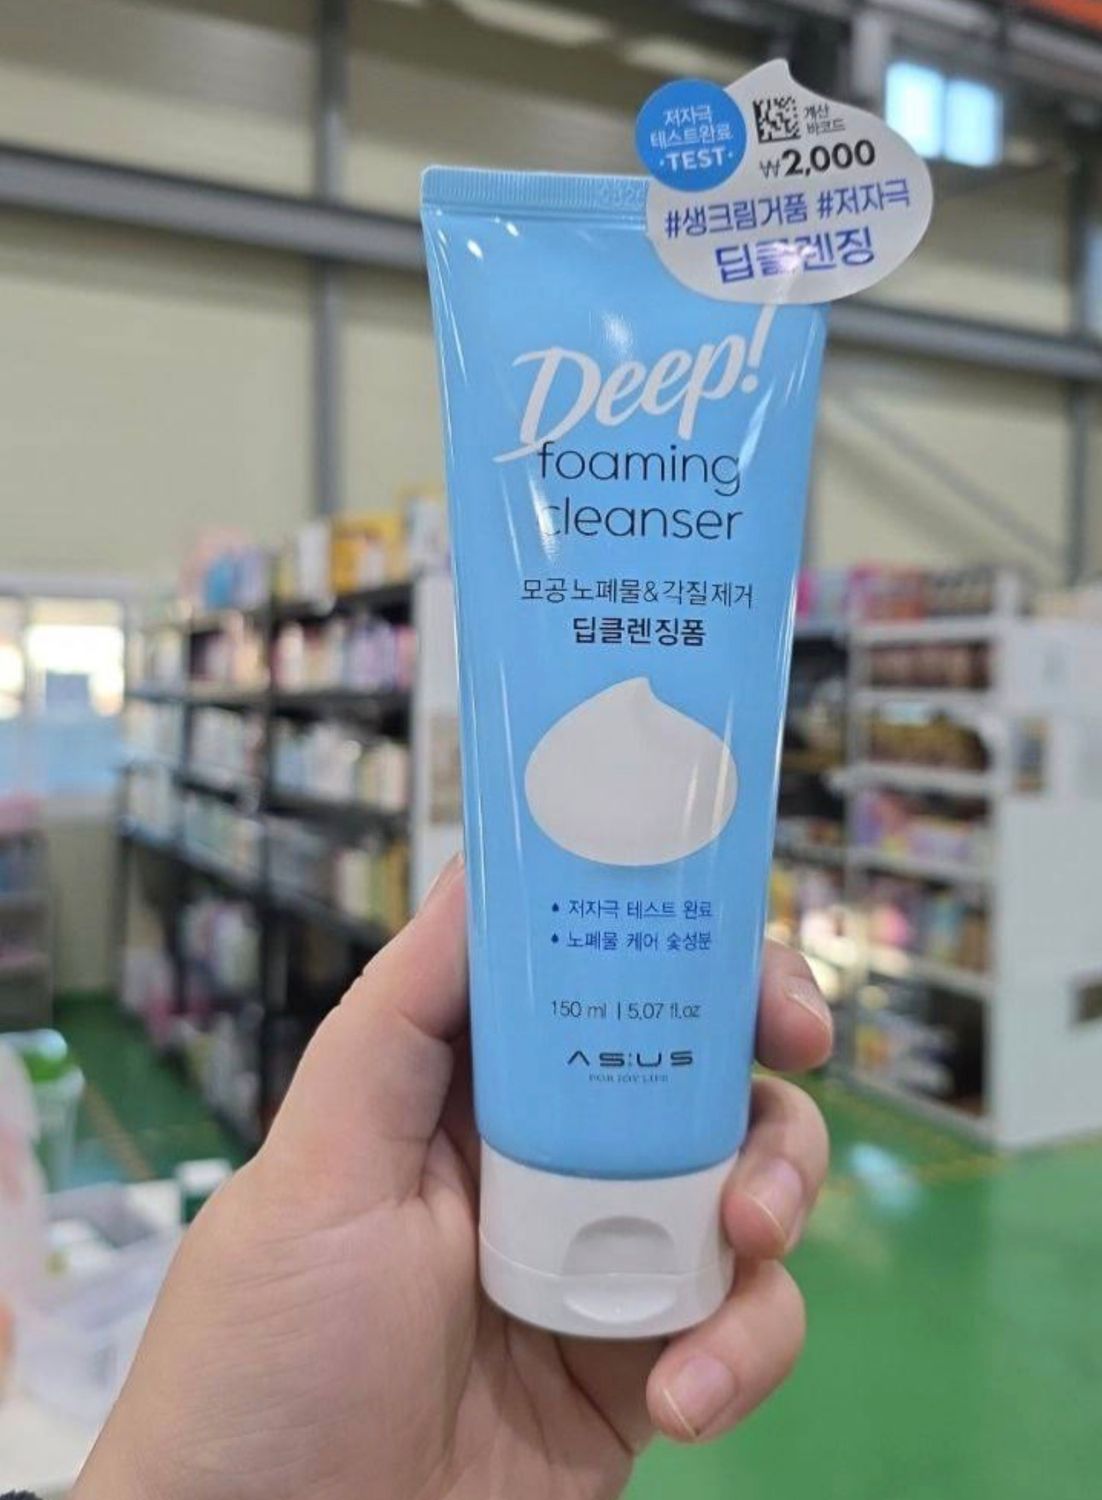 저자극
테스트완료
·TEST·
계산
바코드
₩2,000
#생크림거품 #저자극
딥클렌징
Deep!
foaming
cleanser
모공 노폐물&각질제거
딥클렌징폼
저자극 테스트 완료
노폐물 케어 숯성분
150 ml | 5.07 fl.oz
AS:US
FOR JOY LIFE